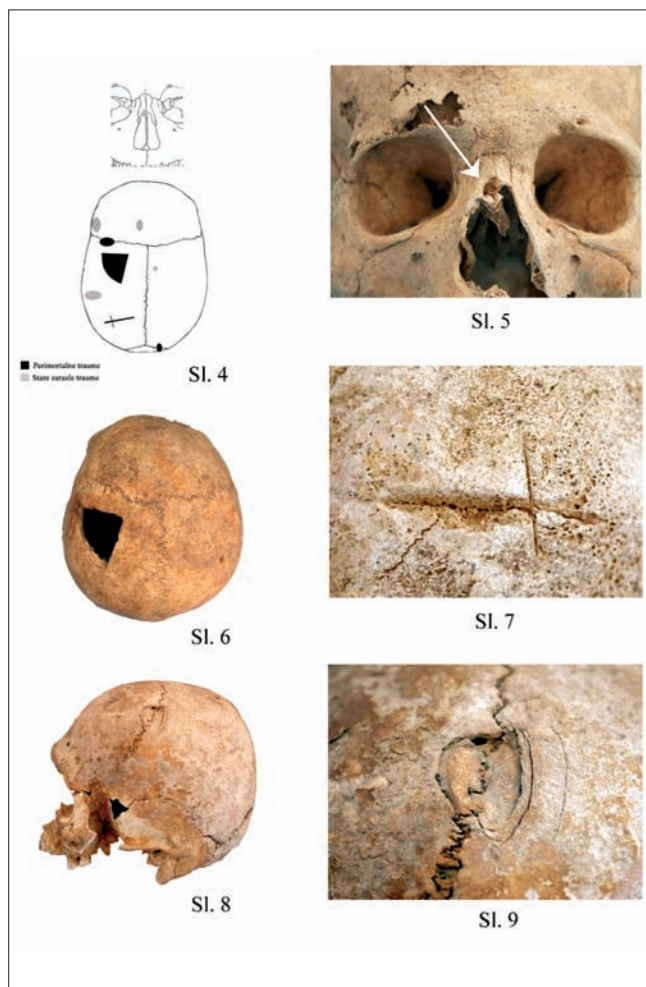 Sl. 4
Perimortalne traume
Stare zarasle traume
Sl. 5
Sl. 6
Sl. 7
Sl. 8
Sl. 9